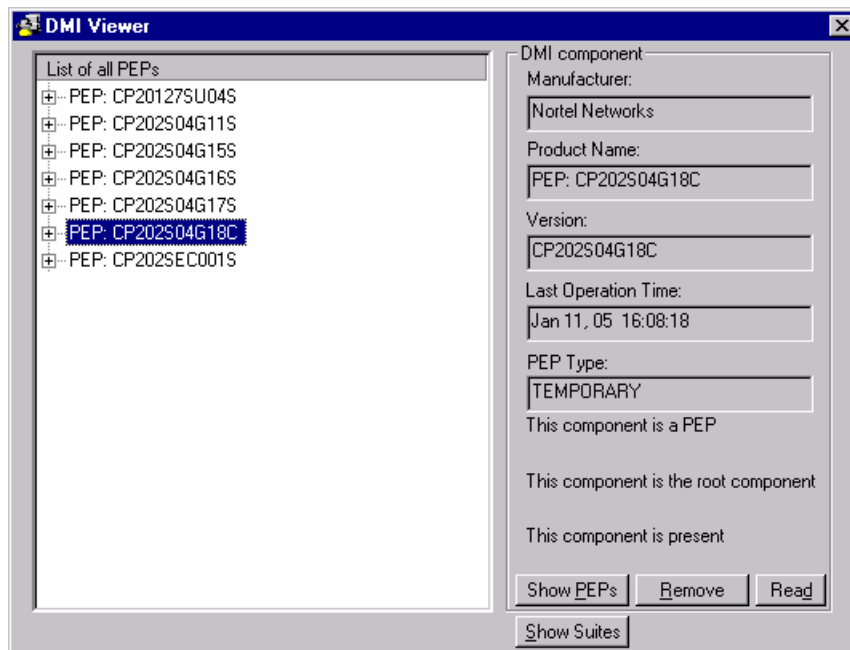 DMI Viewer
List of all PEPs
PEP: CP20127SU04S
PEP: CP202S04G11S
PEP: CP202S04G15S
PEP: CP202S04G16S
PEP: CP202S04G17S
PEP: CP202S04G18C
PEP: CP202SEC001S
DMI component
Manufacturer:
Nortel Networks
Product Name:
PEP: CP202S04G18C
Version:
CP202S04G18C
Last Operation Time:
Jan 11, 05 16:08:18
PEP Type:
TEMPORARY
This component is a PEP
This component is the root component
This component is present
Show PEPs Remove Read
Show Suites